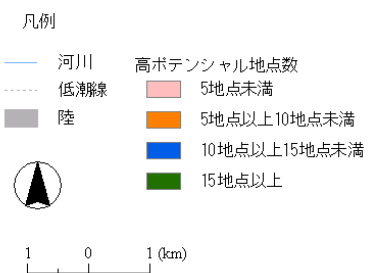 凡例
河川
低潮線
陸
高ポテンシャル地点数
5地点未満
5地点以上10地点未満
10地点以上15地点未満
15地点以上
1 0 1 (km)